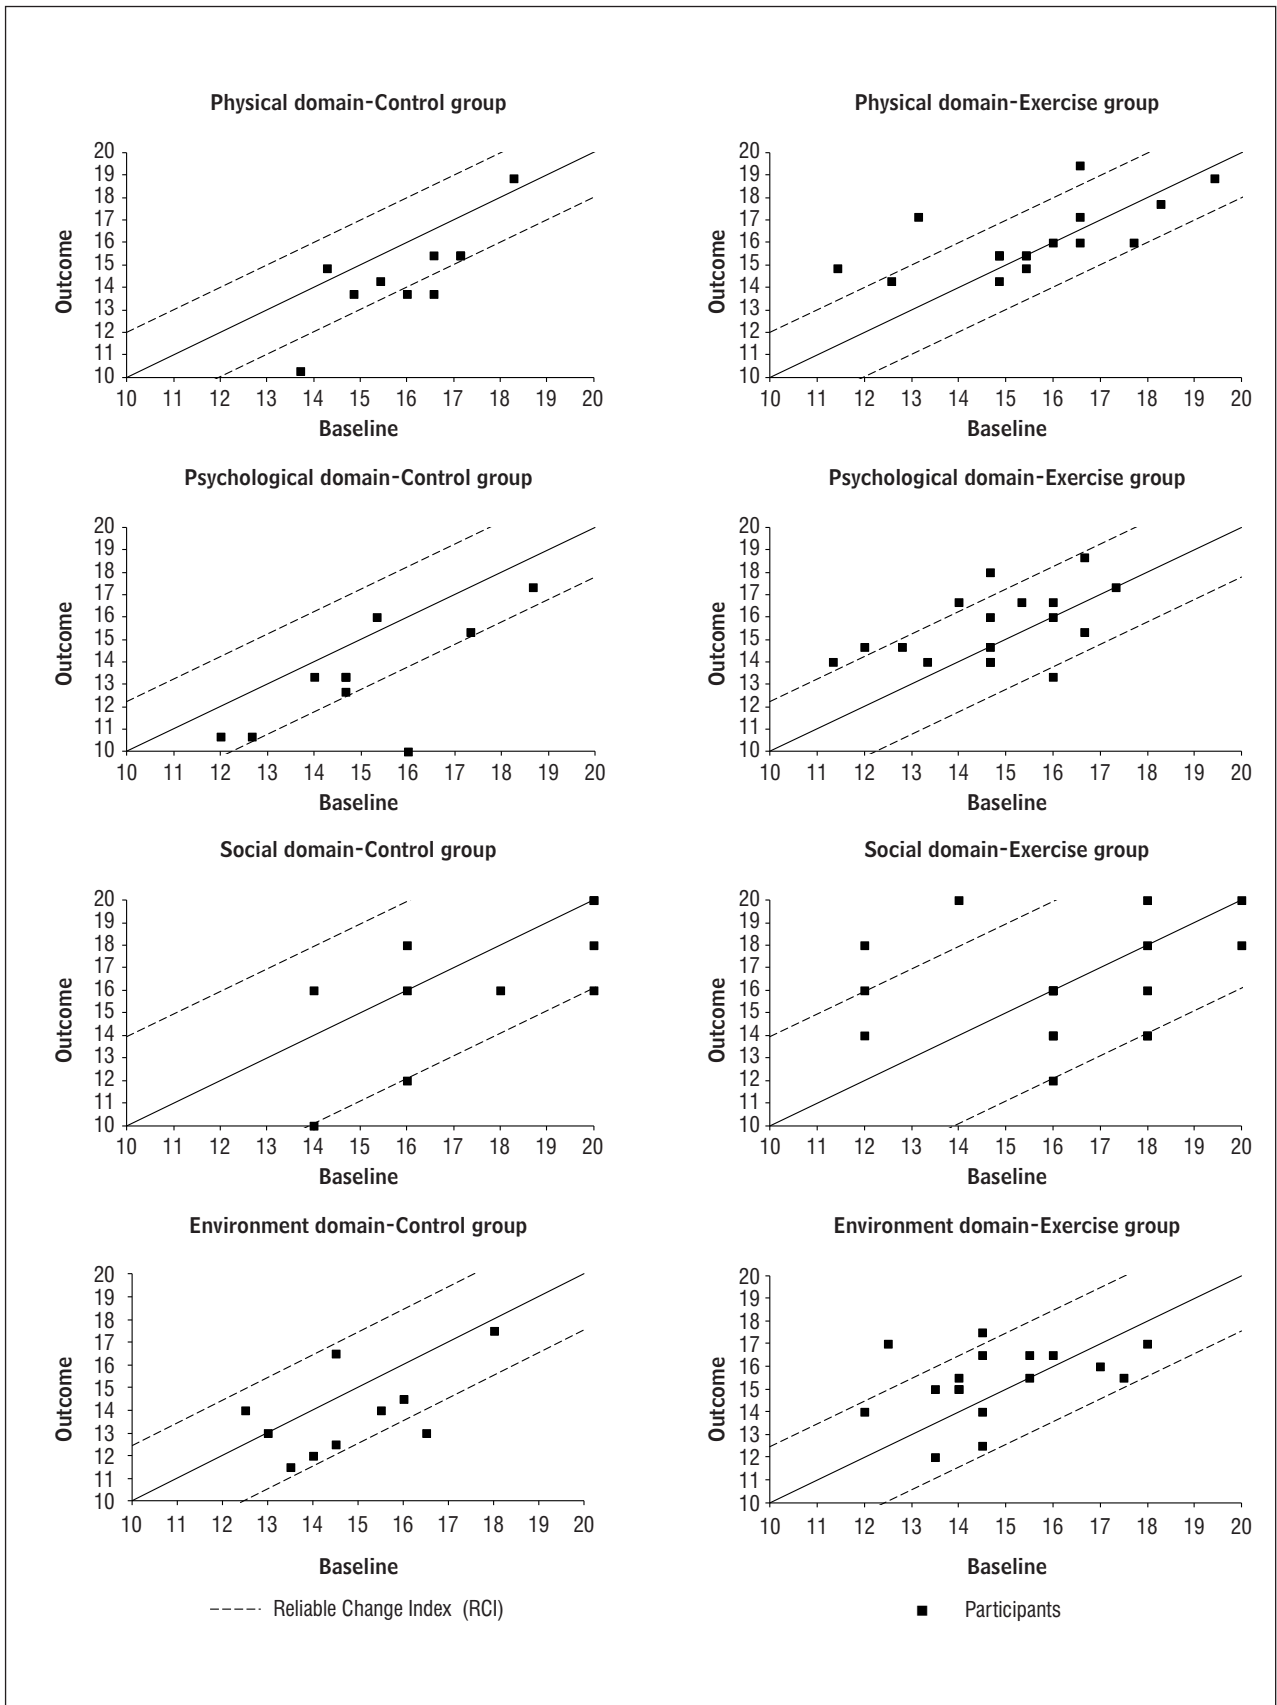 Physical domain-Control group
Outcome
20
19
18
17
16
15
14
13
12
11
10
10 11 12 13 14 15 16 17 18 19 20
Baseline
Physical domain-Exercise group
Outcome
20
19
18
17
16
15
14
13
12
11
10
10 11 12 13 14 15 16 17 18 19 20
Baseline
Psychological domain-Control group
Outcome
20
19
18
17
16
15
14
13
12
11
10
10 11 12 13 14 15 16 17 18 19 20
Baseline
Psychological domain-Exercise group
Outcome
20
19
18
17
16
15
14
13
12
11
10
10 11 12 13 14 15 16 17 18 19 20
Baseline
Social domain-Control group
Outcome
20
19
18
17
16
15
14
13
12
11
10
10 11 12 13 14 15 16 17 18 19 20
Baseline
Social domain-Exercise group
Outcome
20
19
18
17
16
15
14
13
12
11
10
10 11 12 13 14 15 16 17 18 19 20
Baseline
Environment domain-Control group
Outcome
20
19
18
17
16
15
14
13
12
11
10
10 11 12 13 14 15 16 17 18 19 20
Baseline
Environment domain-Exercise group
Outcome
20
19
18
17
16
15
14
13
12
11
10
10 11 12 13 14 15 16 17 18 19 20
Baseline
Reliable Change Index (RCI)
Participants